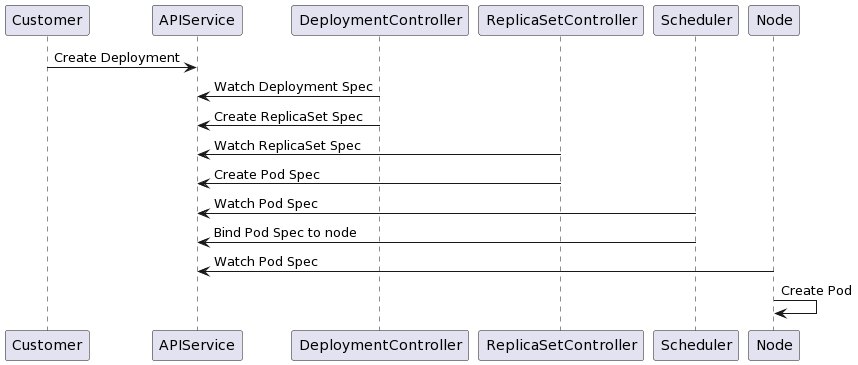 Customer APIService DeploymentController ReplicaSetController Scheduler Node
Create Deployment
Watch Deployment Spec
Create ReplicaSet Spec
Watch ReplicaSet Spec
Create Pod Spec
Watch Pod Spec
Bind Pod Spec to node
Watch Pod Spec
Create Pod
Customer APIService DeploymentController ReplicaSetController Scheduler Node